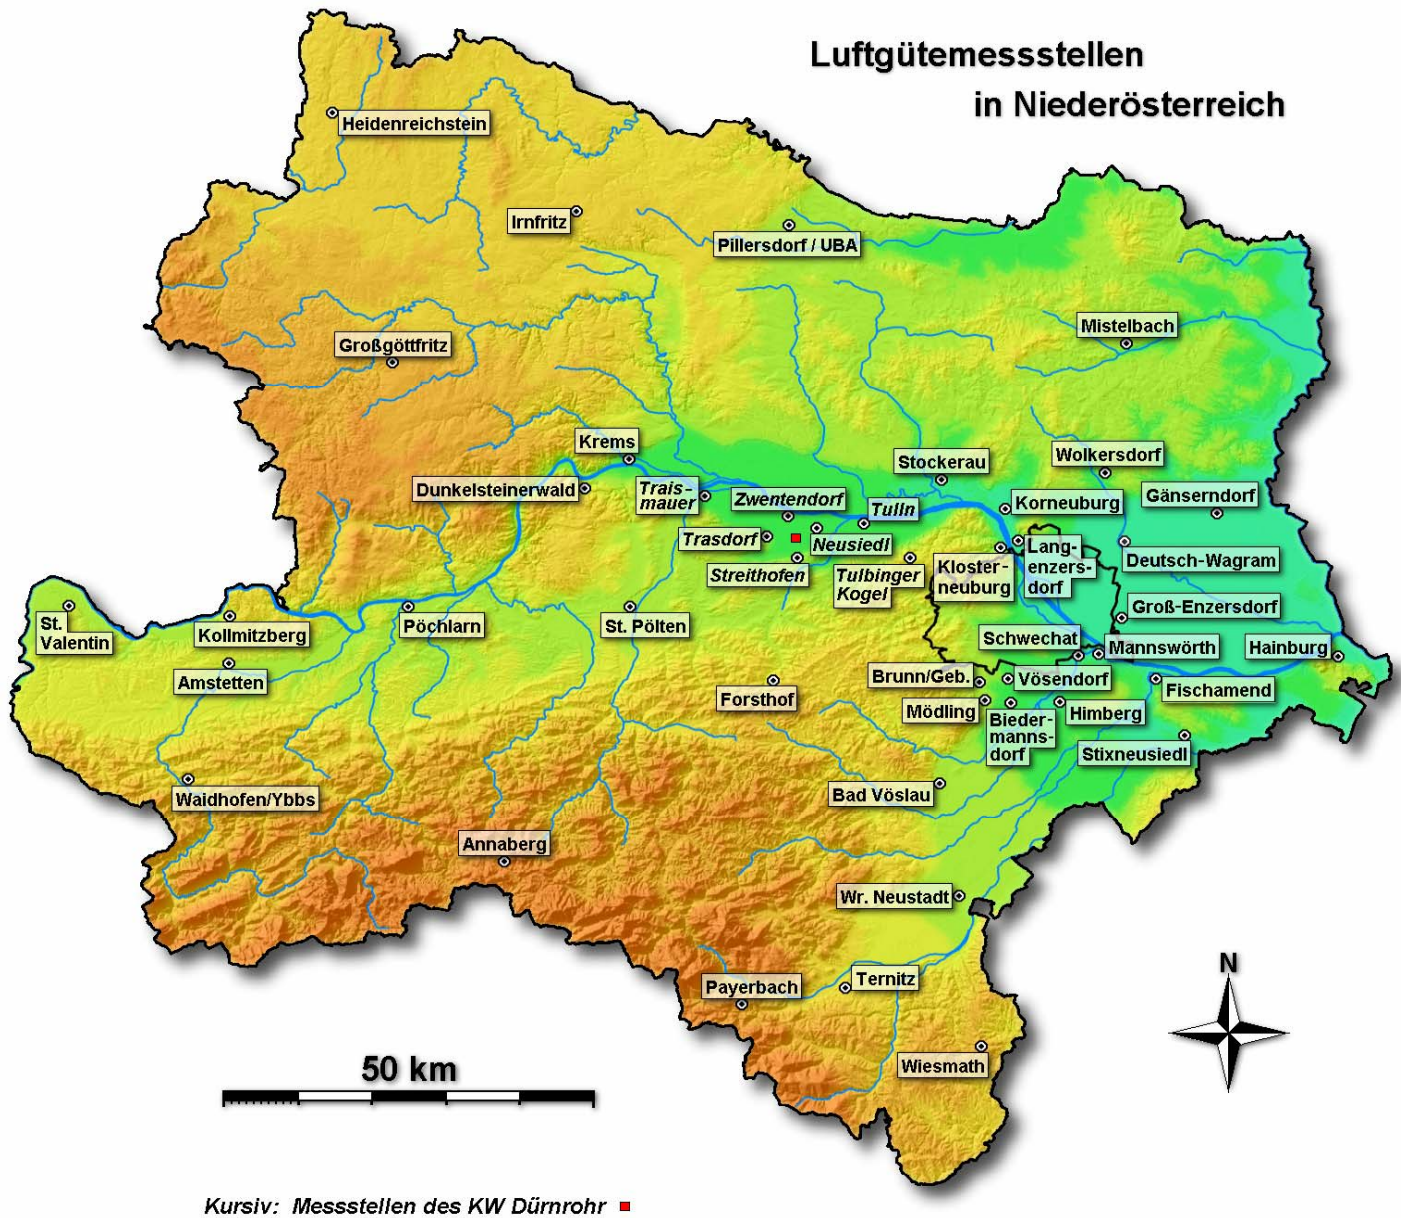 Luftgütemessstellen
in Niederösterreich
Heidenreichstein
Irnfritz
Pillersdorf / UBA
Mistelbach
Großgöttfritz
Krems
Stockerau
Wolkersdorf
Dunkelsteinerwald
Trais-
mauer
Zwentendorf
Tulln
Korneuburg
Gänserndorf
Trasdorf
Neusiedl
Streithofen
Tulbinger
Kogel
Kloster-
neuburg
Lang-
enzers-
dorf
Deutsch-Wagram
St.
Valentin
Kollmitzberg
Pöchlarn
St. Pölten
Groß-Enzersdorf
Schwechat
Mannswörth
Hainburg
Amstetten
Forsthof
Brunn/Geb.
Vösendorf
Fischamend
Mödling
Bieder-
manns-
dorf
Himberg
Stixneusiedl
Waidhofen/Ybbs
Bad Vöslau
Annaberg
Wr. Neustadt
Payerbach
Ternitz
Wiesmath
N
50 km
Kursiv: Messstellen des KW Dürnrohr